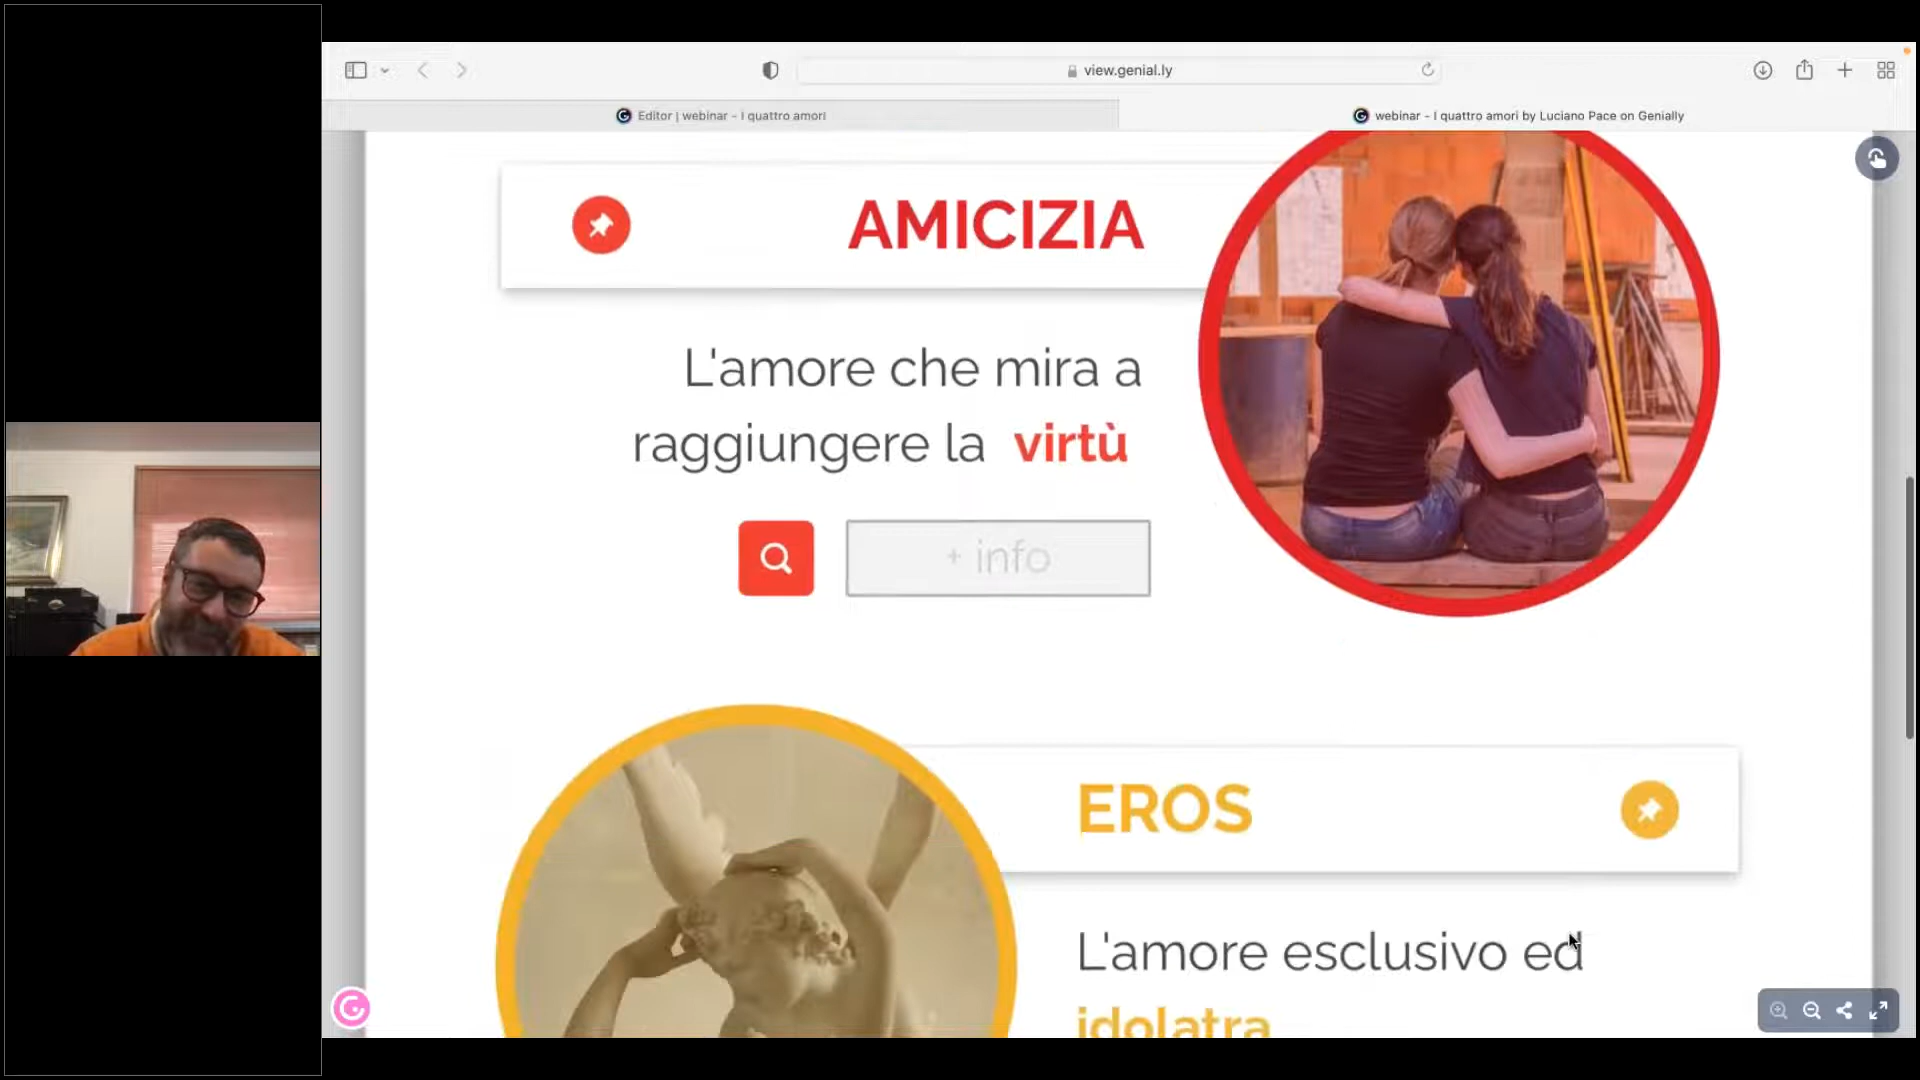 view.genial.ly
Editor | webinar - I quattro amori
webinar - I quattro amori by Luciano Pace on Genially
AMICIZIA
L'amore che mira a
raggiungere la virtù
+ info
EROS
L'amore esclusivo ed
idolatra